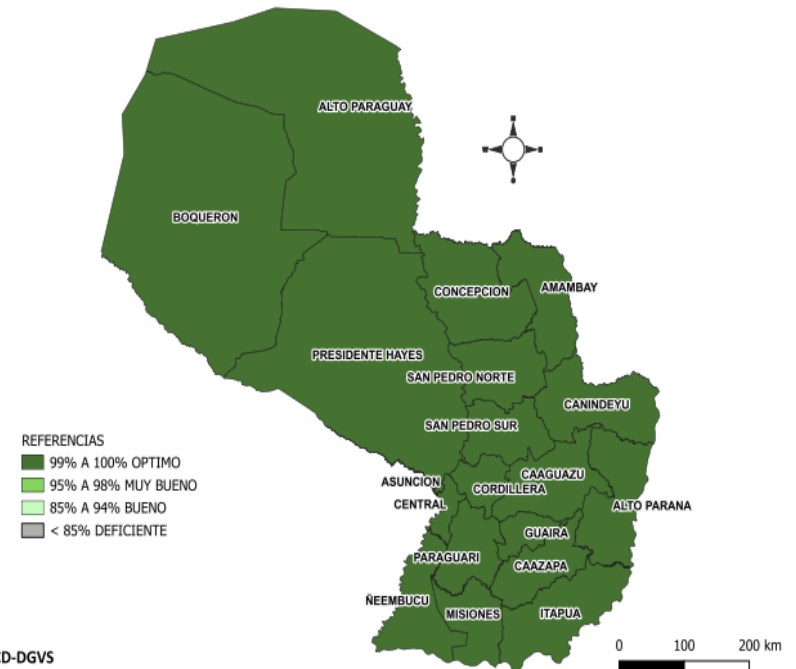 ALTO PARAGUAY
BOQUERON
CONCEPCION
AMAMBAY
PRESIDENTE HAYES
SAN PEDRO NORTE
CANINDEYU
SAN PEDRO SUR
REFERENCIAS
99% A 100% OPTIMO
95% A 98% MUY BUENO
85% A 94% BUENO
< 85% DEFICIENTE
ASUNCION
CAAGUAZU
CORDILLERA
CENTRAL
ALTO PARANA
GUAIRA
PARAGUARI
CAAZAPA
ÑEEMBUCU
MISIONES
ITAPUA
0 100 200 km
D-DGVS